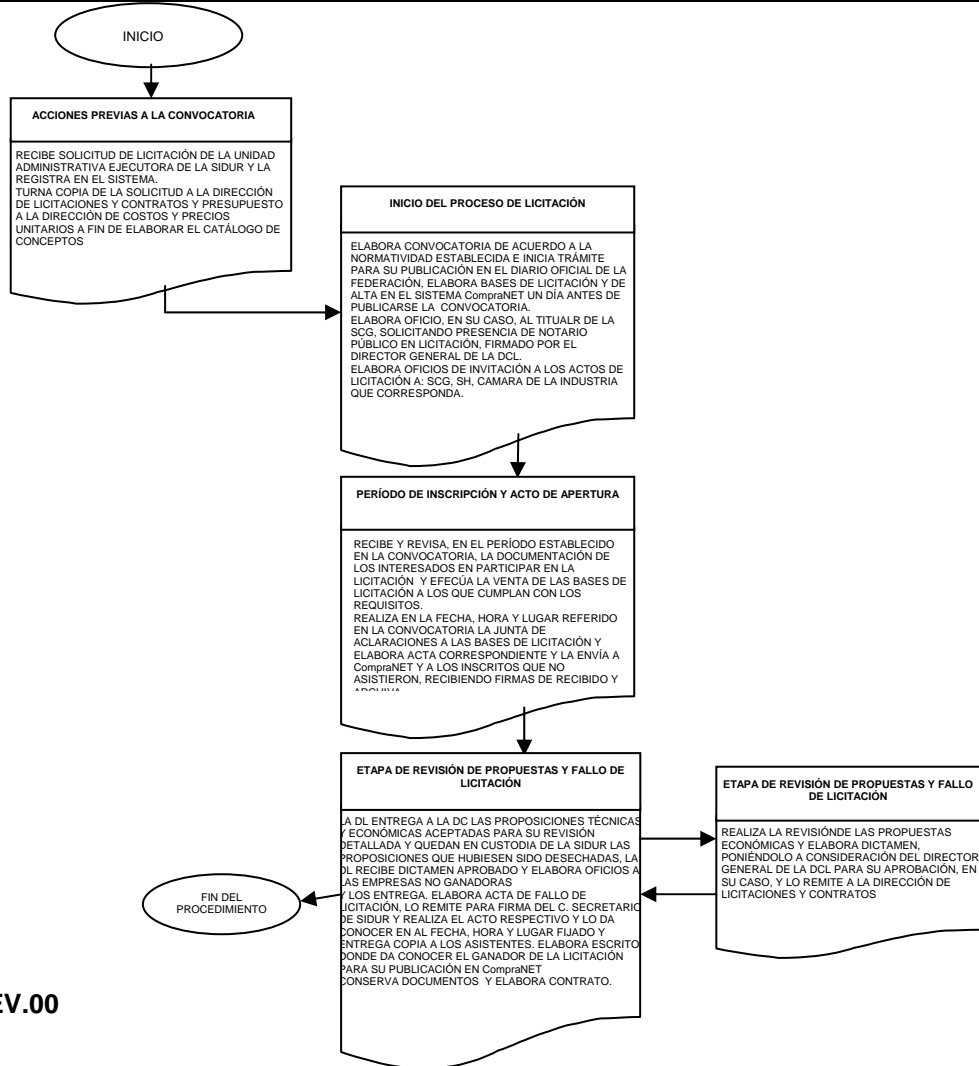 INICIO
ACCIONES PREVIAS A LA CONVOCATORIA
RECIBE SOLICITUD DE LICITACIÓN DE LA UNIDAD
ADMINISTRATIVA EJECUTORA DE LA SIDUR Y LA
REGISTRA EN EL SISTEMA.
TURNA COPIA DE LA SOLICITUD A LA DIRECCIÓN
DE LICITACIONES Y CONTRATOS Y PRESUPUESTO
A LA DIRECCIÓN DE COSTOS Y PRECIOS
UNITARIOS A FIN DE ELABORAR EL CATÁLOGO DE
CONCEPTOS
INICIO DEL PROCESO DE LICITACIÓN
ELABORA CONVOCATORIA DE ACUERDO A LA
NORMATIVIDAD ESTABLECIDA E INICIA TRÁMITE
PARA SU PUBLICACIÓN EN EL DIARIO OFICIAL DE LA
FEDERACIÓN, ELABORA BASES DE LICITACIÓN Y DE
ALTA EN EL SISTEMA CompraNET UN DÍA ANTES DE
PUBLICARSE LA CONVOCATORIA.
ELABORA OFICIO, EN SU CASO, AL TITUALR DE LA
SCG, SOLICITANDO PRESENCIA DE NOTARIO
PÚBLICO EN LICITACIÓN, FIRMADO POR EL
DIRECTOR GENERAL DE LA DCL.
ELABORA OFICIOS DE INVITACIÓN A LOS ACTOS DE
LICITACIÓN A: SCG, SH, CAMARA DE LA INDUSTRIA
QUE CORRESPONDA.
PERÍODO DE INSCRIPCIÓN Y ACTO DE APERTURA
RECIBE Y REVISA, EN EL PERÍODO ESTABLECIDO
EN LA CONVOCATORIA, LA DOCUMENTACIÓN DE
LOS INTERESADOS EN PARTICIPAR EN LA
LICITACIÓN Y EFECÚA LA VENTA DE LAS BASES DE
LICITACIÓN A LOS QUE CUMPLAN CON LOS
REQUISITOS.
REALIZA EN LA FECHA, HORA Y LUGAR REFERIDO
EN LA CONVOCATORIA LA JUNTA DE
ACLARACIONES A LAS BASES DE LICITACIÓN Y
ELABORA ACTA CORRESPONDIENTE Y LA ENVÍA A
CompraNET Y A LOS INSCRITOS QUE NO
ASISTIERON, RECIBIENDO FIRMAS DE RECIBIDO Y
ETAPA DE REVISIÓN DE PROPUESTAS Y FALLO DE
LICITACIÓN
LA DL ENTREGA A LA DC LAS PROPOSICIONES TÉCNICAS
Y ECONÓMICAS ACEPTADAS PARA SU REVISIÓN
DETALLADA Y QUEDAN EN CUSTODIA DE LA SIDUR LAS
PROPOSICIONES QUE HUBIESEN SIDO DESECHADAS, LA
DL RECIBE DICTAMEN APROBADO Y ELABORA OFICIOS A
LAS EMPRESAS NO GANADORAS
Y LOS ENTREGA. ELABORA ACTA DE FALLO DE
LICITACIÓN, LO REMITE PARA FIRMA DEL C. SECRETARIO
DE SIDUR Y REALIZA EL ACTO RESPECTIVO Y LO DA
CONOCER EN AL FECHA, HORA Y LUGAR FIJADO Y
ENTREGA COPIA A LOS ASISTENTES. ELABORA ESCRITO
DONDE DA CONOCER EL GANADOR DE LA LICITACIÓN
PARA SU PUBLICACIÓN EN CompraNET
CONSERVA DOCUMENTOS Y ELABORA CONTRATO.
ETAPA DE REVISIÓN DE PROPUESTAS Y FALLO
DE LICITACIÓN
REALIZA LA REVISIÓNDE LAS PROPUESTAS
ECONÓMICAS Y ELABORA DICTAMEN,
PONIÉNDOLO A CONSIDERACIÓN DEL DIRECTOR
GENERAL DE LA DCL PARA SU APROBACIÓN, EN
SU CASO, Y LO REMITE A LA DIRECCIÓN DE
LICITACIONES Y CONTRATOS
FIN DEL
PROCEDIMIENTO
EV.00